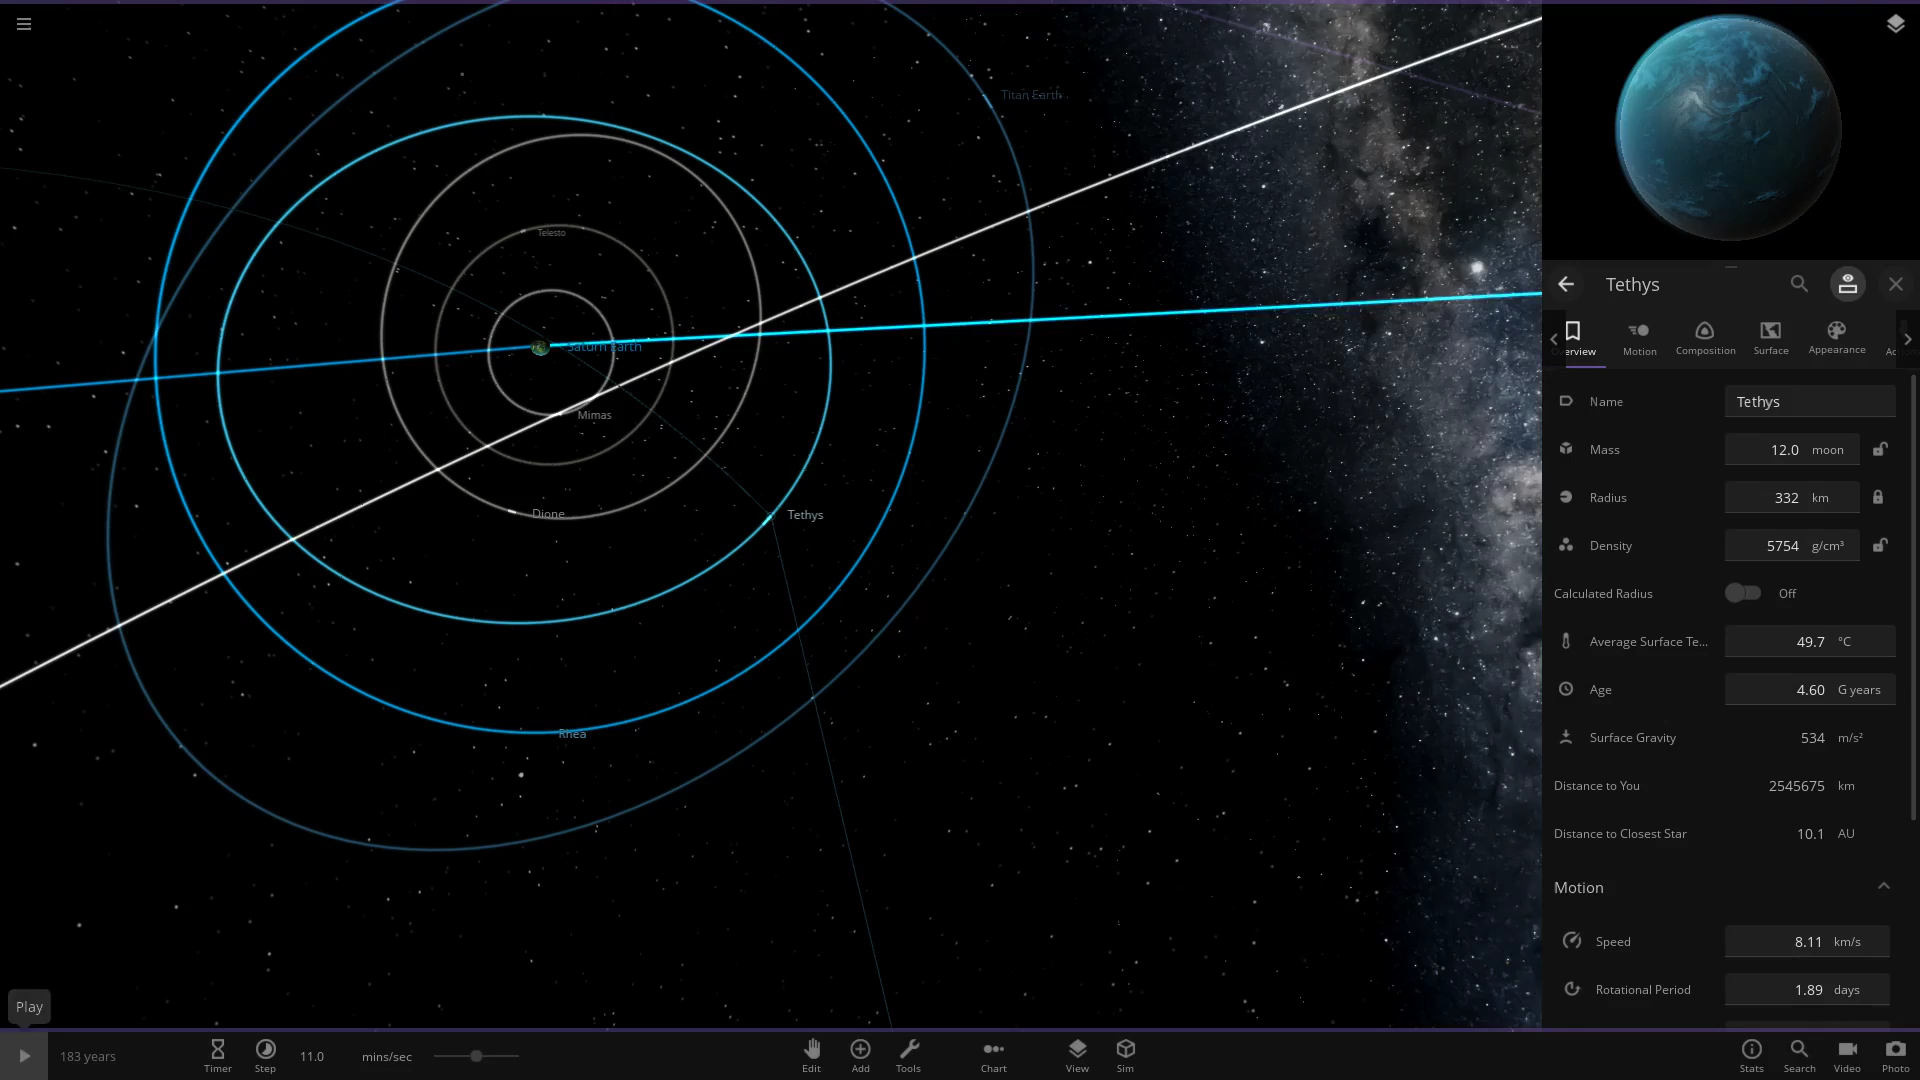 Titan Earth
Telesto
Saturn Earth
Mimas
Dione
Tethys
Rhea
Tethys
Overview
Motion
Composition
Surface
Appearance
Name
Tethys
Mass
12.0 moon
Radius
332 km
Density
5754 g/cm³
Calculated Radius
Off
Average Surface Te...
49.7 °C
Age
4.60 G years
Surface Gravity
534 m/s²
Distance to You
2545675 km
Distance to Closest Star
10.1 AU
Motion
Speed
8.11 km/s
Rotational Period
1.89 days
Play
183 years
Timer
Step
11.0 mins/sec
Edit
Add
Tools
Chart
View
Sim
Stats
Search
Video
Photo